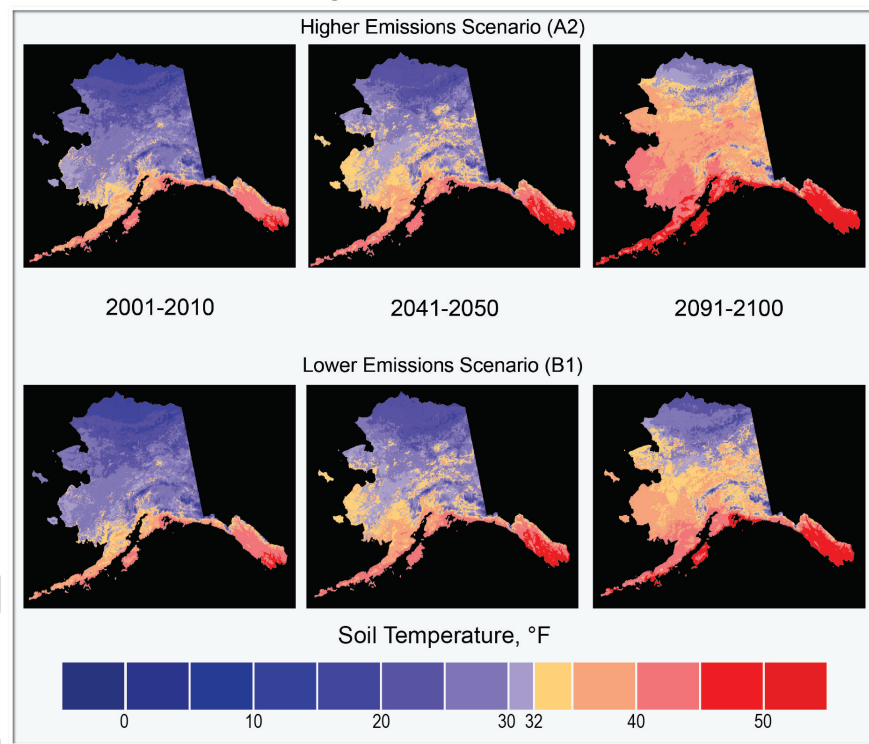 Higher Emissions Scenario (A2)
2001-2010 2041-2050 2091-2100
Lower Emissions Scenario (B1)
Soil Temperature, °F
0 10 20 30 32 40 50